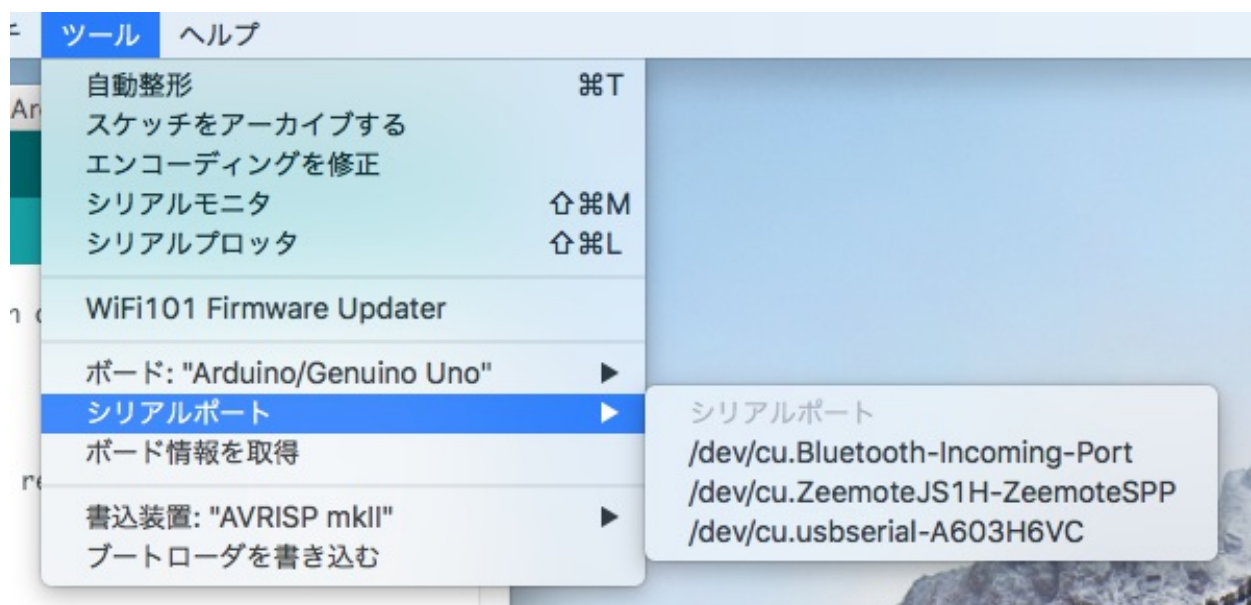 ツール ヘルプ
自動整形 ⌘T
スケッチをアーカイブする
エンコーディングを修正
シリアルモニタ ⇧⌘M
シリアルプロッタ ⇧⌘L
WiFi101 Firmware Updater
ボード: "Arduino/Genuino Uno" ▶
シリアルポート ▶
ボード情報を取得
書込装置: "AVRISP mkII" ▶
ブートローダを書き込む
シリアルポート
/dev/cu.Bluetooth-Incoming-Port
/dev/cu.ZeemoteJS1H-ZeemoteSPP
/dev/cu.usbserial-A603H6VC